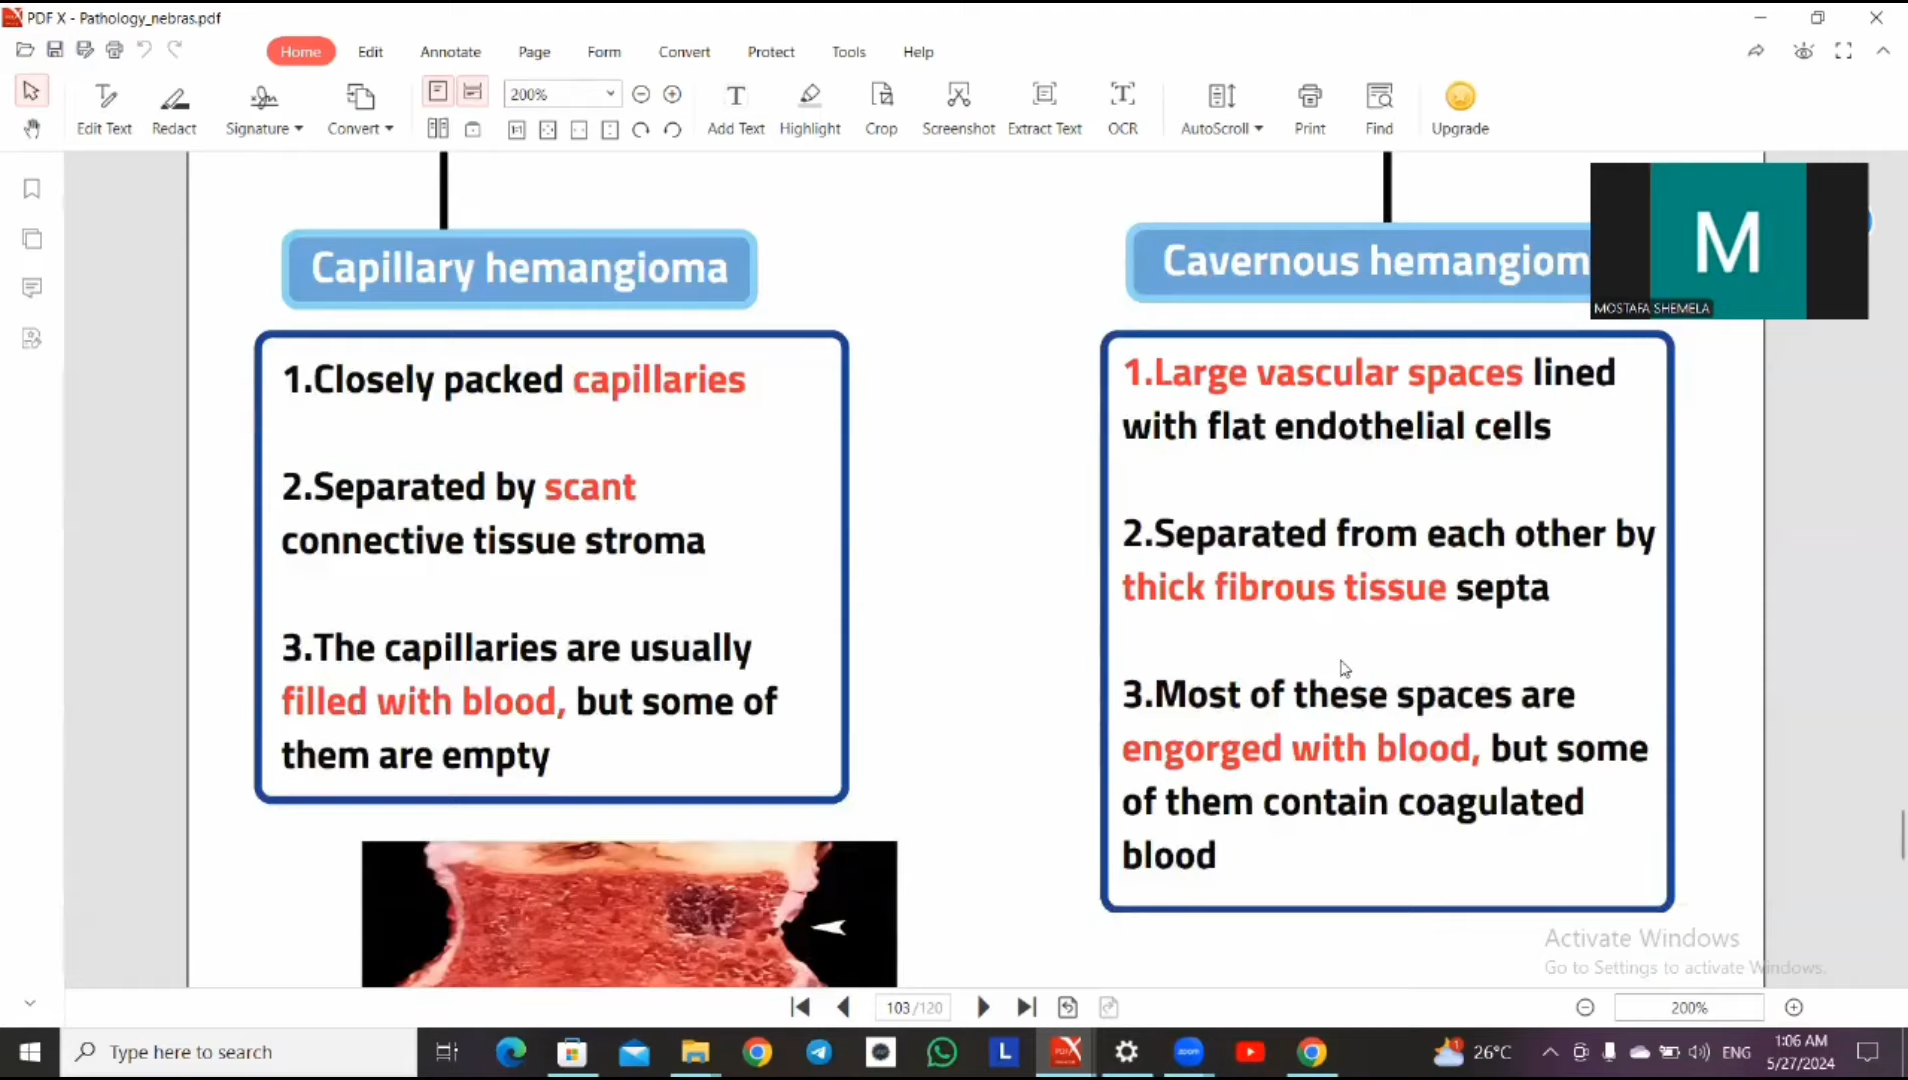 PDF X - Pathology_nebras.pdf
Home Edit Annotate Page Form Convert Protect Tools Help
200%
Edit Text Redact Signature Convert Add Text Highlight Crop Screenshot Extract Text OCR AutoScroll Print Find Upgrade
M
MOSTAFA SHEMELA
Capillary hemangioma
1.Closely packed capillaries
2.Separated by scant
connective tissue stroma
3.The capillaries are usually
filled with blood, but some of
them are empty
Cavernous hemangiom
1.Large vascular spaces lined
with flat endothelial cells
2.Separated from each other by
thick fibrous tissue septa
3.Most of these spaces are
engorged with blood, but some
of them contain coagulated
blood
Activate Windows
Go to Settings to activate Windows.
103 /120
200%
Type here to search
L
zoom
26°C
ENG
1:06 AM
5/27/2024